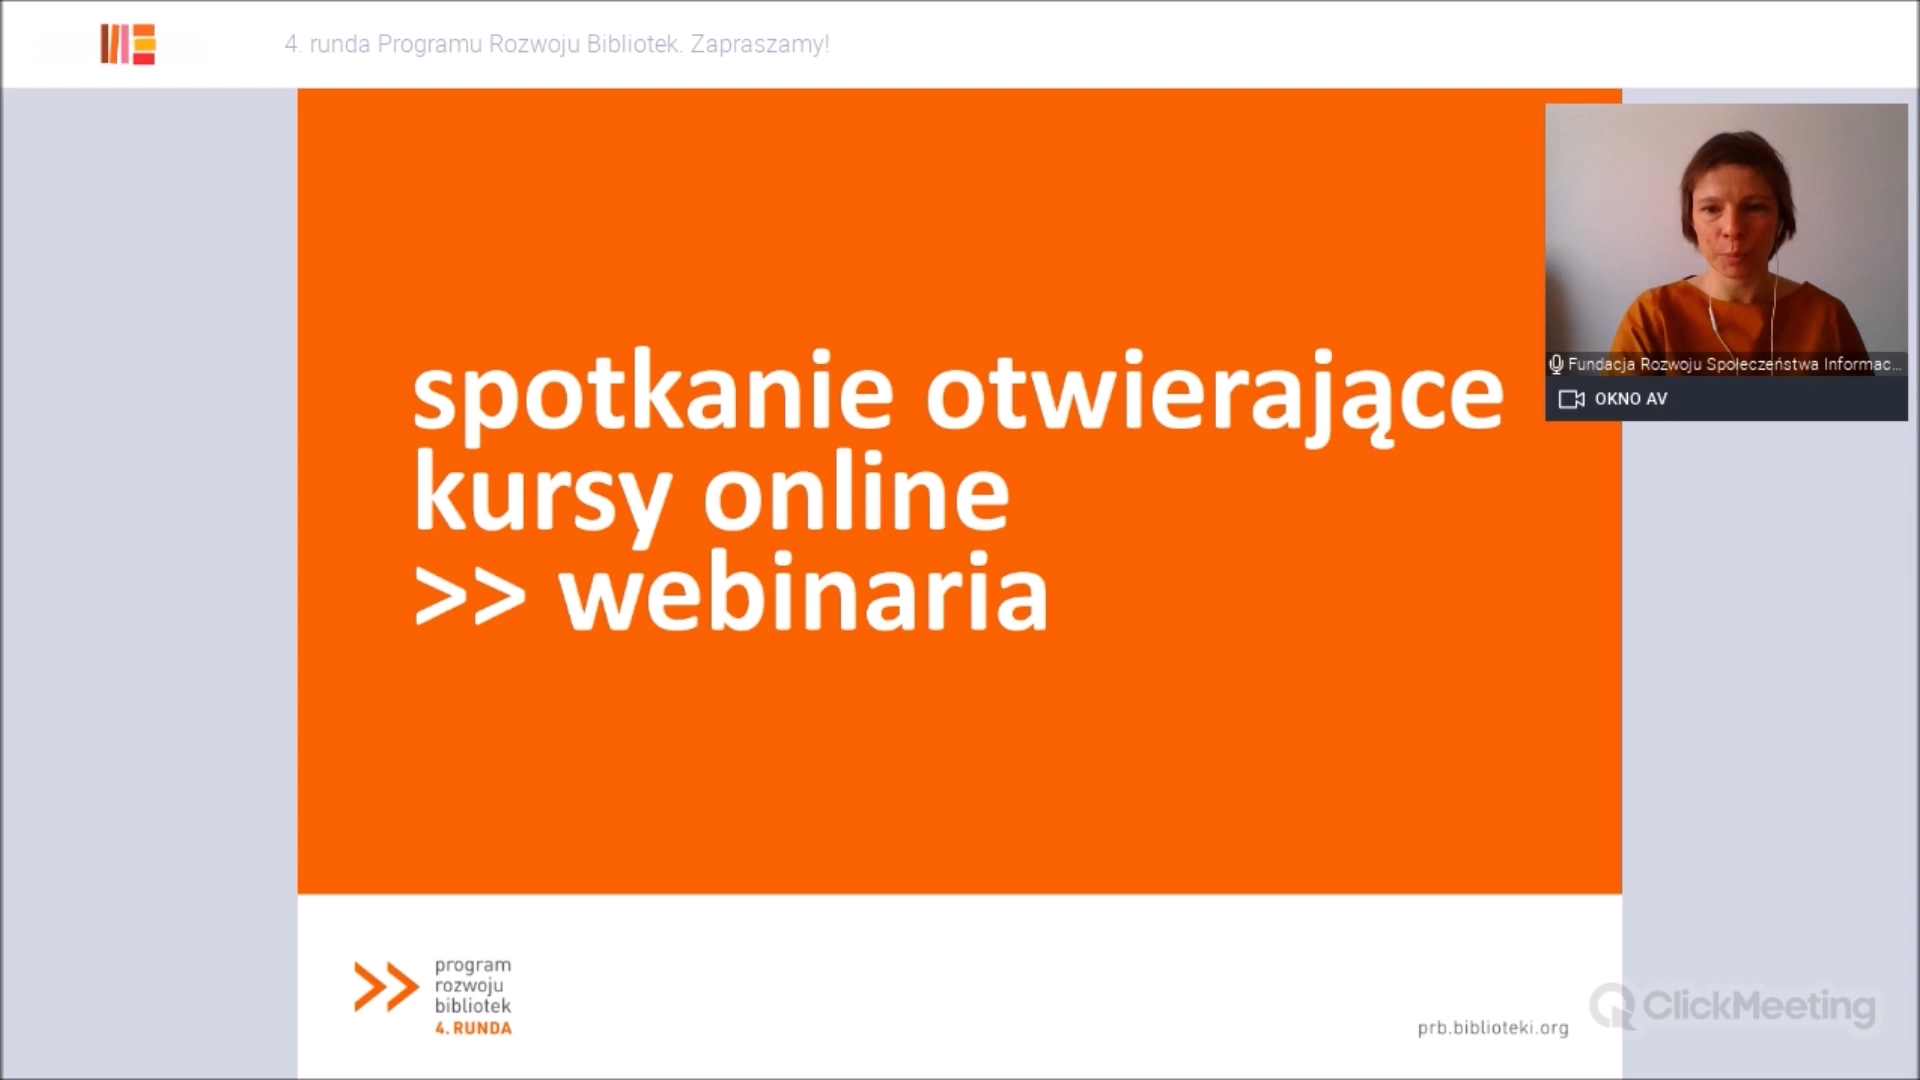 4. runda Programu Rozwoju Bibliotek. Zapraszamy!
spotkanie otwierające
kursy online
>> webinaria
Fundacja Rozwoju Społeczeństwa Informac...
OKNO AV
program
rozwoju
bibliotek
4. RUNDA
prb.biblioteki.org
ClickMeeting